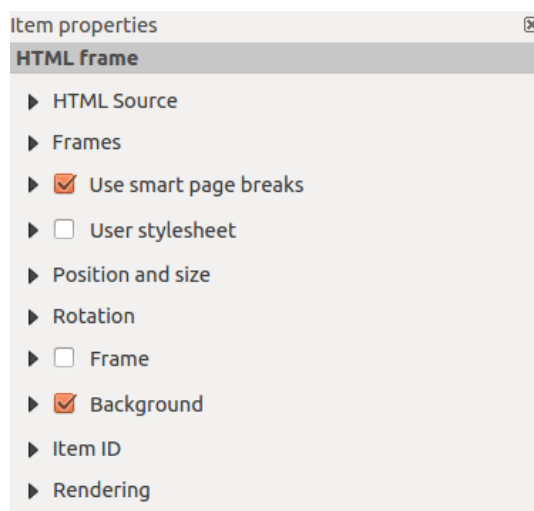 Item properties
HTML frame
HTML Source
Frames
Use smart page breaks
User stylesheet
Position and size
Rotation
Frame
Background
Item ID
Rendering